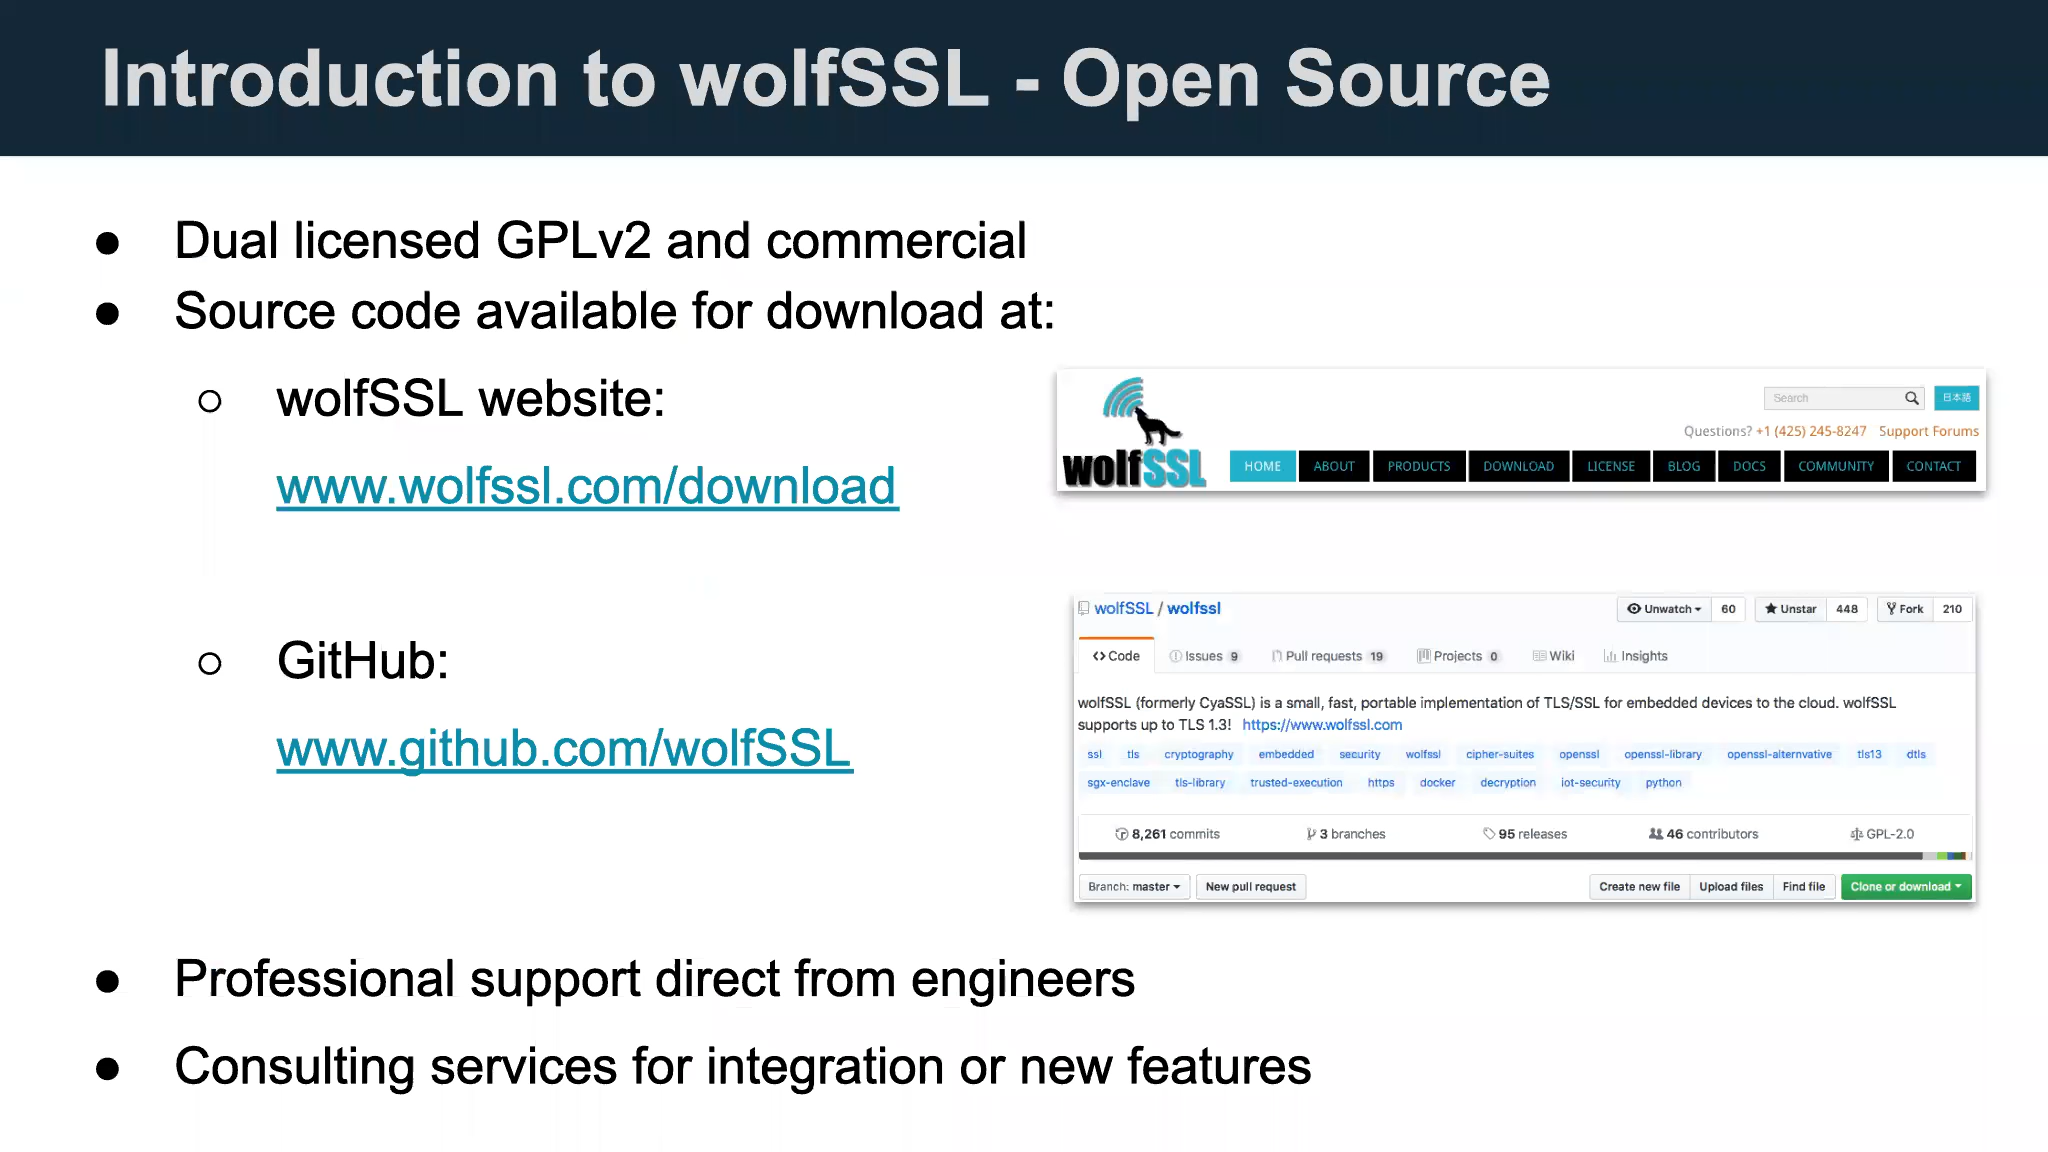 Introduction to wolfSSL - Open Source
● Dual licensed GPLv2 and commercial
● Source code available for download at:
○ wolfSSL website:
www.wolfssl.com/download
Search 日本語
Questions? +1 (425) 245-8247 Support Forums
wolfSSL HOME ABOUT PRODUCTS DOWNLOAD LICENSE BLOG DOCS COMMUNITY CONTACT
○ GitHub:
www.github.com/wolfSSL
wolfSSL / wolfssl Unwatch 60 Unstar 448 Fork 210
Code Issues 9 Pull requests 19 Projects 0 Wiki Insights
wolfSSL (formerly CyaSSL) is a small, fast, portable implementation of TLS/SSL for embedded devices to the cloud. wolfSSL
supports up to TLS 1.3! https://www.wolfssl.com
ssl tls cryptography embedded security wolfssl cipher-suites openssl openssl-library openssl-alternvative tls13 dtls
sgx-enclave tls-library trusted-execution https docker decryption iot-security python
8,261 commits 3 branches 95 releases 46 contributors GPL-2.0
Branch: master New pull request Create new file Upload files Find file Clone or download
● Professional support direct from engineers
● Consulting services for integration or new features